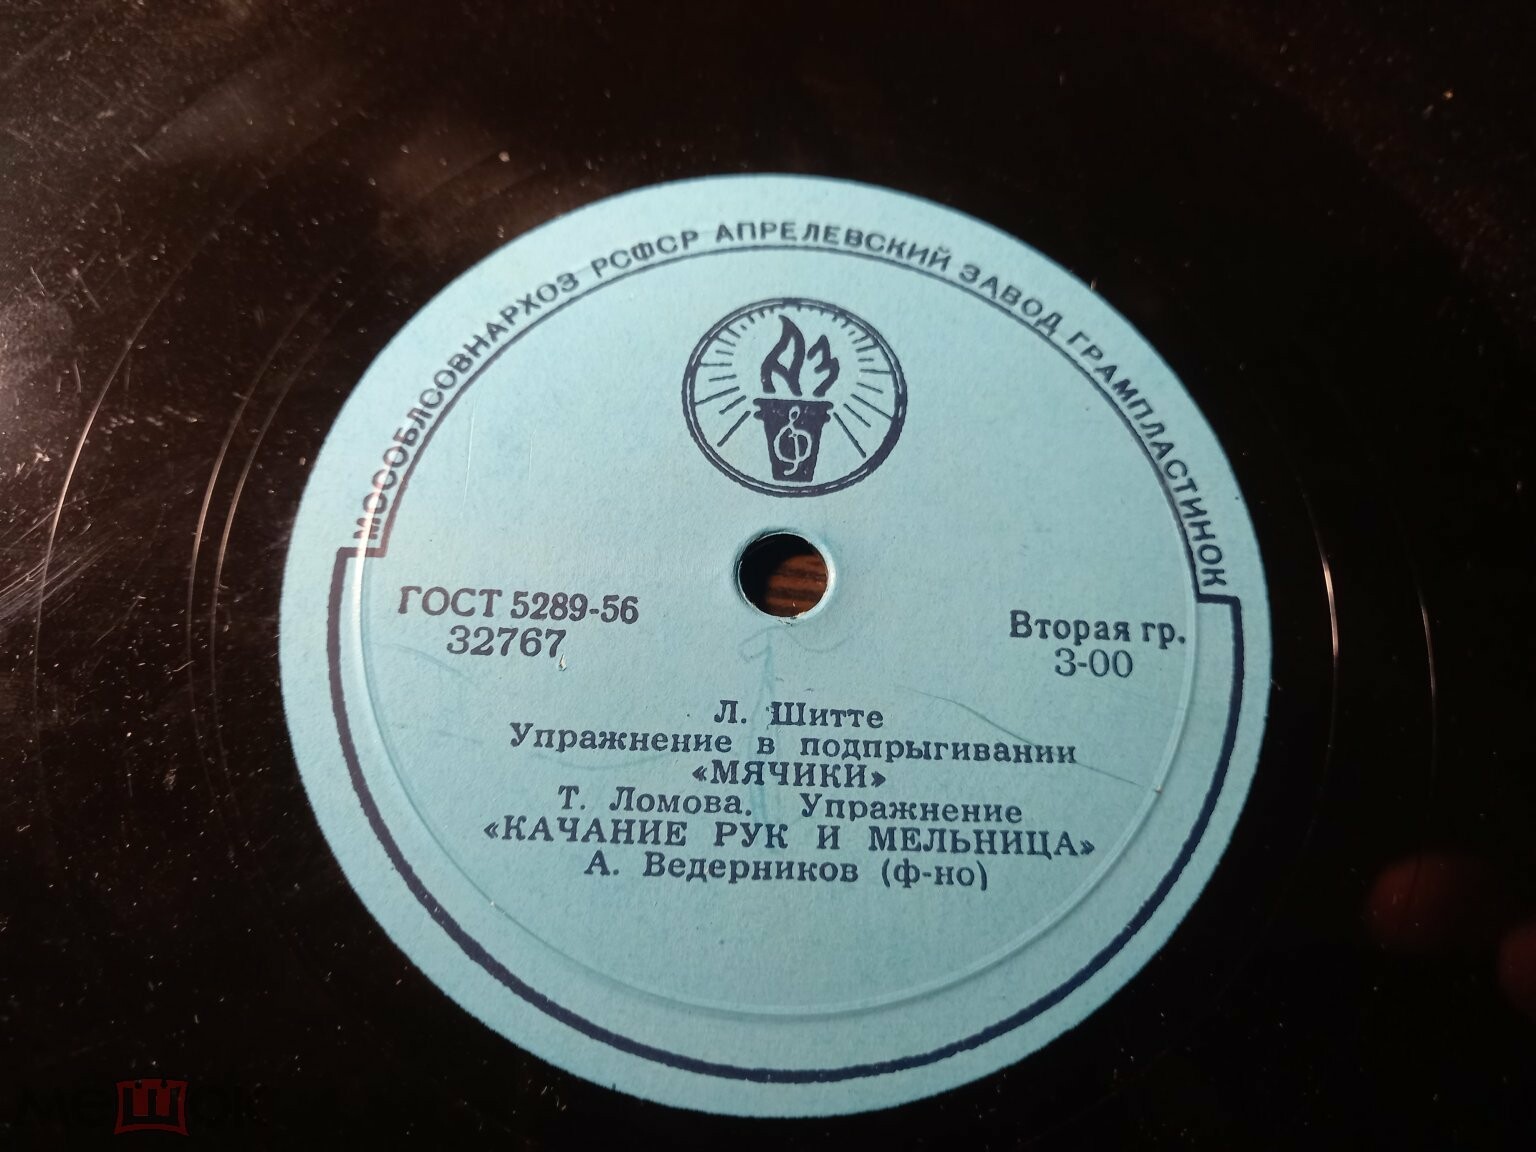 МОСОБЛСОВНАРХОЗ РСФСР АПРЕЛЕВСКИЙ ЗАВОД ГРАМПЛАСТИНОК
АЗ
ГОСТ 5289-56
32767
Вторая гр.
3-00
Л. Шитте
Упражнение в подпрыгивании
«МЯЧИКИ»
Т. Ломова. Упражнение
«КАЧАНИЕ РУК И МЕЛЬНИЦА»
А. Ведерников (ф-но)
мешок